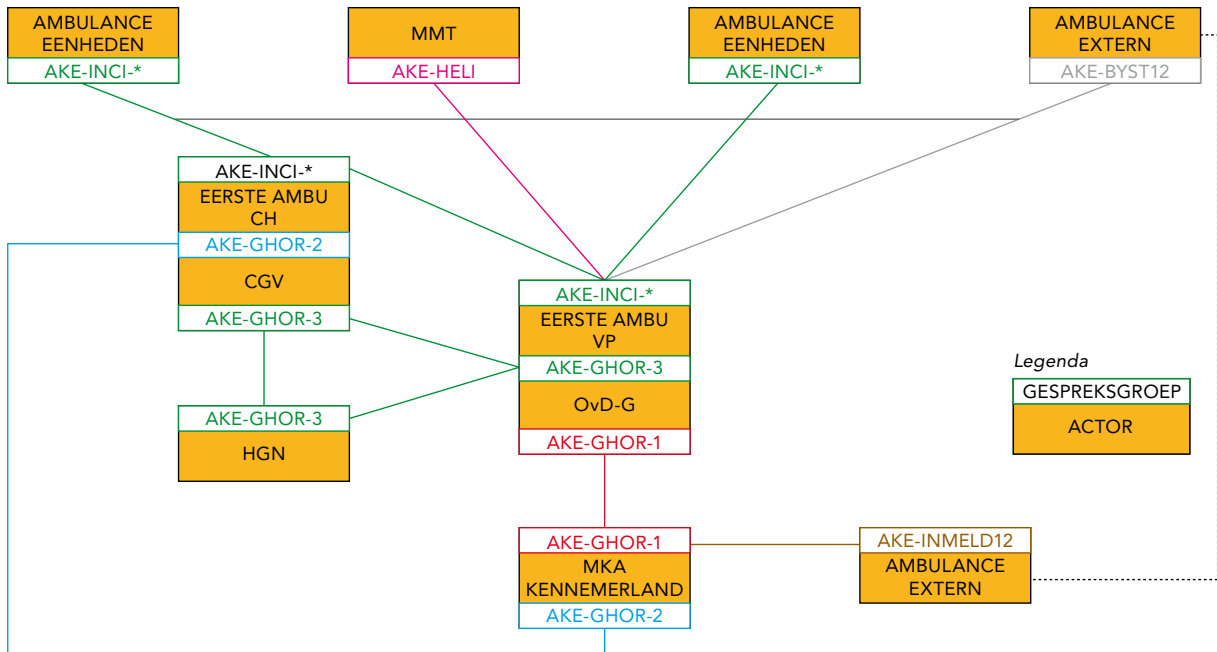 AMBULANCE
EENHEDEN
AKE-INCI-*
MMT
AKE-HELI
AMBULANCE
EENHEDEN
AKE-INCI-*
AMBULANCE
EXTERN
AKE-BYST12
AKE-INCI-*
EERSTE AMBU
CH
AKE-GHOR-2
CGV
AKE-GHOR-3
AKE-GHOR-3
HGN
AKE-INCI-*
EERSTE AMBU
VP
AKE-GHOR-3
OvD-G
AKE-GHOR-1
Legenda
GESPREKSGROEP
ACTOR
AKE-GHOR-1
MKA
KENNEMERLAND
AKE-GHOR-2
AKE-INMELD12
AMBULANCE
EXTERN